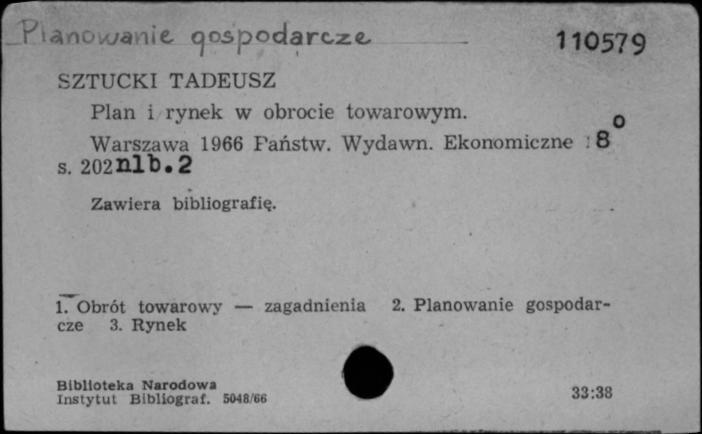 Planowanie gospodarcze 110579
SZTUCKI TADEUSZ
Plan i rynek w obrocie towarowym.
Warszawa 1966 Państw. Wydawn. Ekonomiczne 8⁰
s. 202 nlb. 2
Zawiera bibliografię.
1. Obrót towarowy — zagadnienia 2. Planowanie gospodar-
cze 3. Rynek
Biblioteka Narodowa
Instytut Bibliograf. 5048/66 33:38